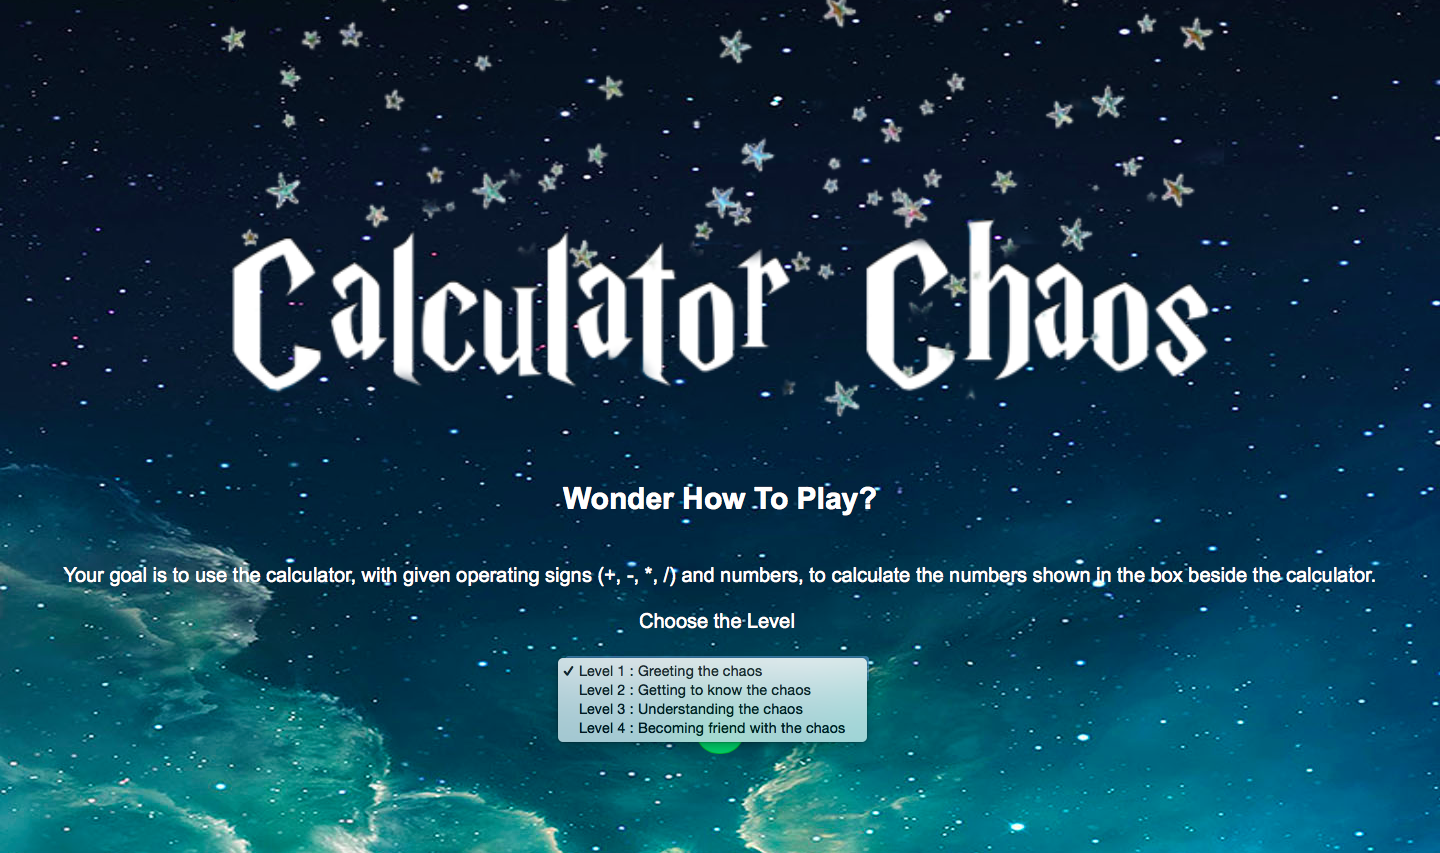 Calculator Chaos
Wonder How To Play?
Your goal is to use the calculator, with given operating signs (+, -, *, /) and numbers, to calculate the numbers shown in the box beside the calculator.
Choose the Level
✓ Level 1 : Greeting the chaos
Level 2 : Getting to know the chaos
Level 3 : Understanding the chaos
Level 4 : Becoming friend with the chaos